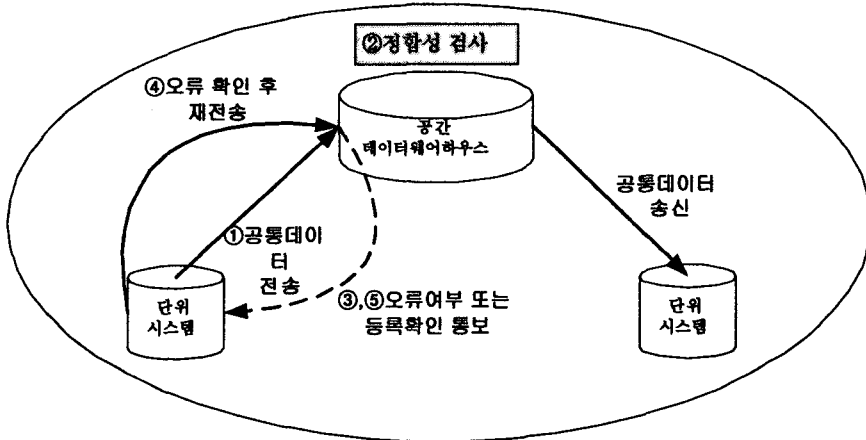 ②정합성 검사
④오류 확인 후
재전송
공간
데이터웨어하우스
공통데이터
송신
①공통데이
터
전송
단위
시스템
③,⑤오류여부 또는
등록확인 통보
단위
시스템